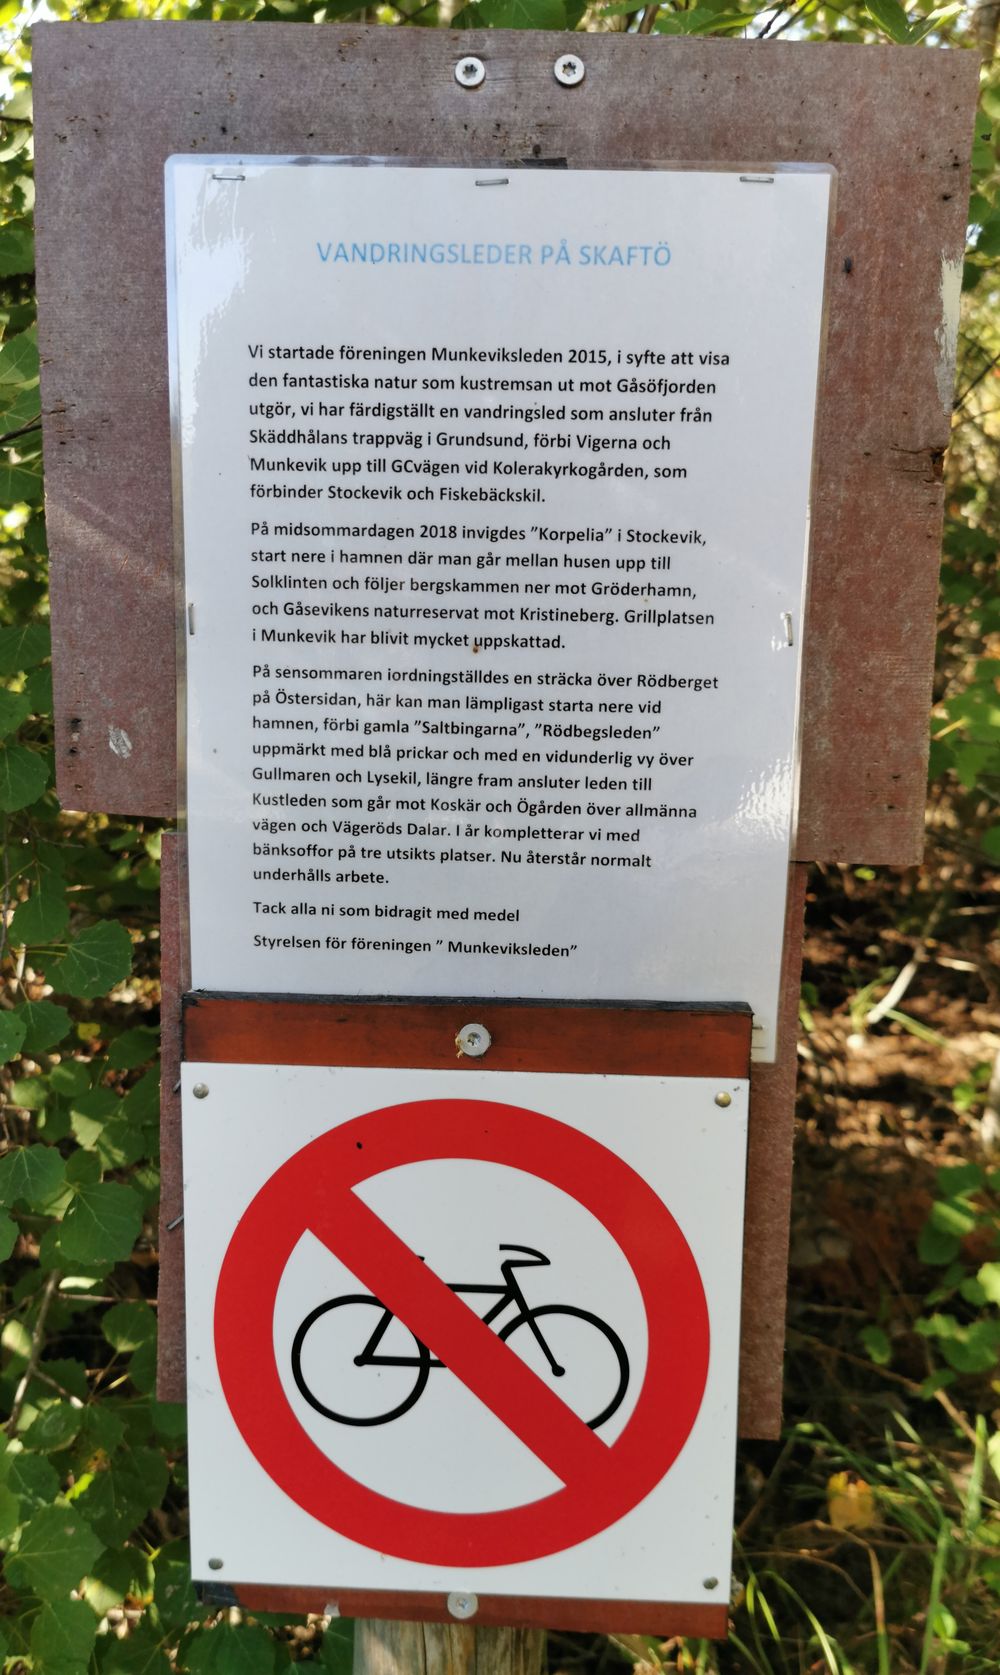 VANDRINGSLEDER PÅ SKAFTÖ
Vi startade föreningen Munkeviksleden 2015, i syfte att visa
den fantastiska natur som kustremsan ut mot Gåsöfjorden
utgör, vi har färdigställt en vandringsled som ansluter från
Skäddhålans trappväg i Grundsund, förbi Vigerna och
Munkevik upp till GCvägen vid Kolerakyrkogården, som
förbinder Stockevik och Fiskebäckskil.
På midsommardagen 2018 invigdes ”Korpelia” i Stockevik,
start nere i hamnen där man går mellan husen upp till
Solklinten och följer bergskammen ner mot Gröderhamn,
och Gåsevikens naturreservat mot Kristineberg. Grillplatsen
i Munkevik har blivit mycket uppskattad.
På sensommaren iordningställdes en sträcka över Rödberget
på Östersidan, här kan man lämpligast starta nere vid
hamnen, förbi gamla ”Saltbingarna”, ”Rödbegsleden”
uppmärkt med blå prickar och med en vidunderlig vy över
Gullmaren och Lysekil, längre fram ansluter leden till
Kustleden som går mot Koskär och Ögården över allmänna
vägen och Vägeröds Dalar. I år kompletterar vi med
bänksoffor på tre utsikts platser. Nu återstår normalt
underhålls arbete.
Tack alla ni som bidragit med medel
Styrelsen för föreningen ” Munkeviksleden”